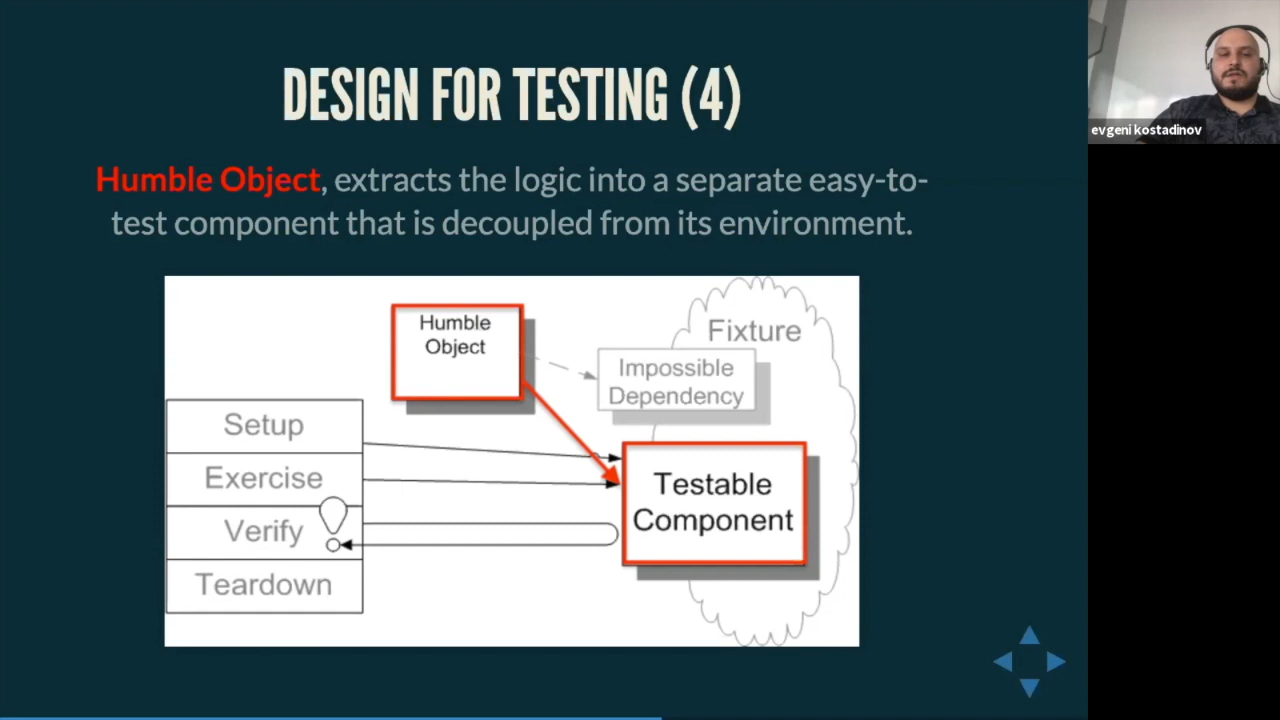 DESIGN FOR TESTING (4)
Humble Object, extracts the logic into a separate easy-to-
test component that is decoupled from its environment.
Humble
Object
Fixture
Impossible
Dependency
Setup
Exercise
Verify
Teardown
Testable
Component
evgeni kostadinov